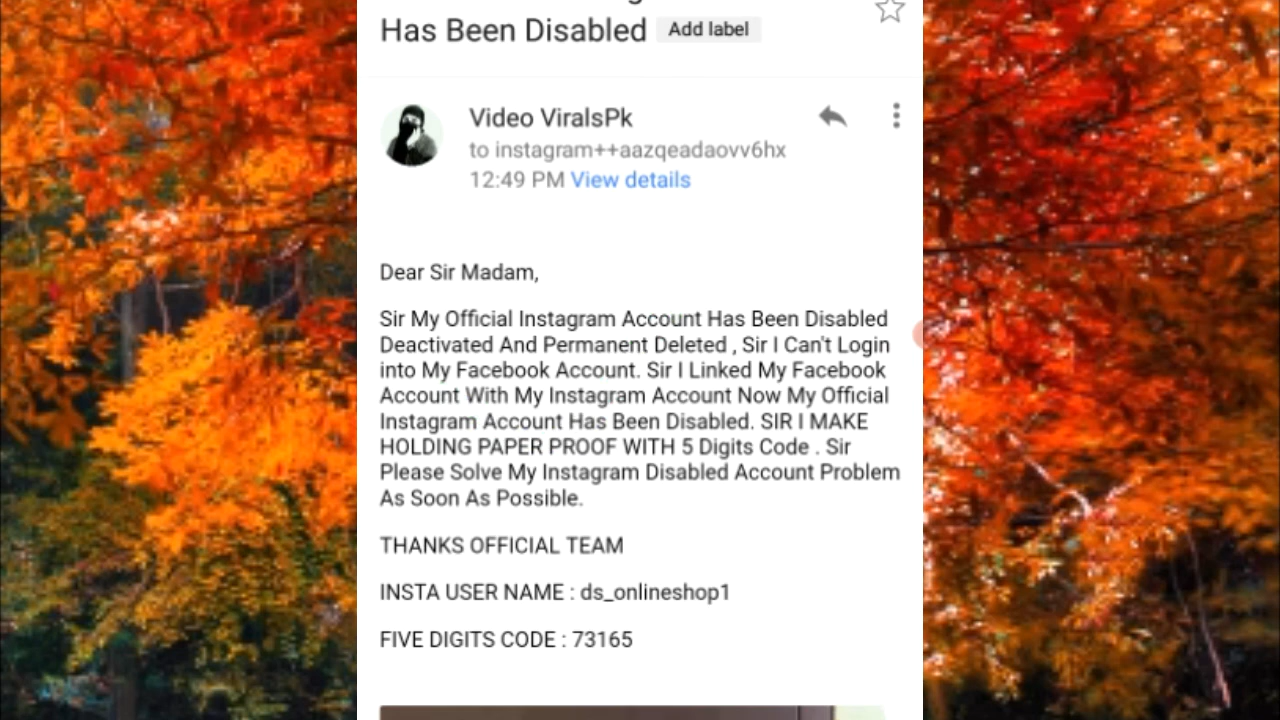 Has Been Disabled Add label
Video ViralsPk
to instagram++aazqeadaovv6hx
12:49 PM View details
Dear Sir Madam,
Sir My Official Instagram Account Has Been Disabled
Deactivated And Permanent Deleted , Sir I Can't Login
into My Facebook Account. Sir I Linked My Facebook
Account With My Instagram Account Now My Official
Instagram Account Has Been Disabled. SIR I MAKE
HOLDING PAPER PROOF WITH 5 Digits Code . Sir
Please Solve My Instagram Disabled Account Problem
As Soon As Possible.
THANKS OFFICIAL TEAM
INSTA USER NAME : ds_onlineshop1
FIVE DIGITS CODE : 73165